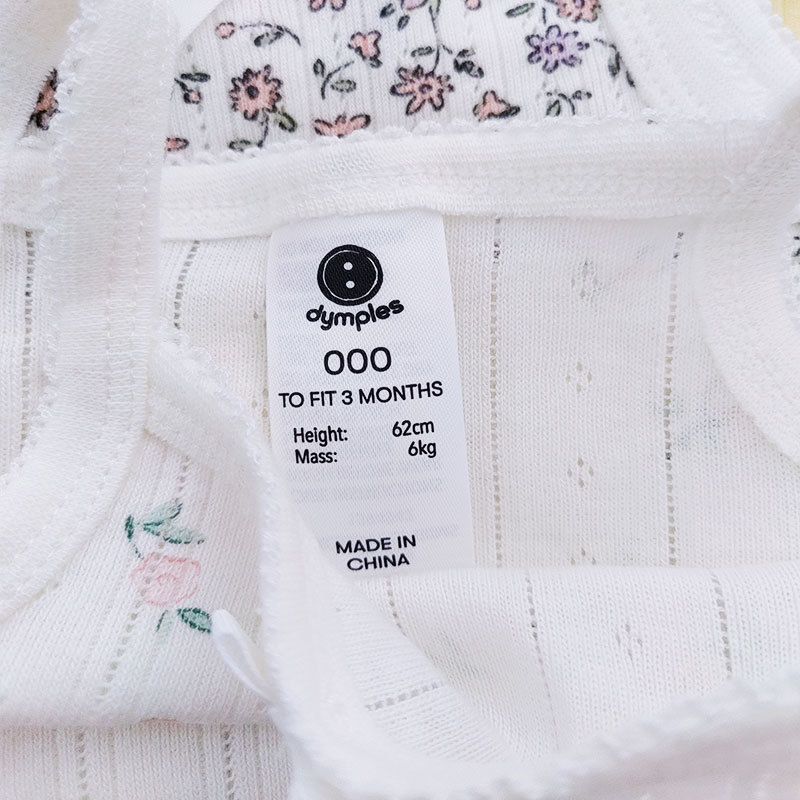 dymples
000
TO FIT 3 MONTHS
Height: 62cm
Mass: 6kg
MADE IN
CHINA